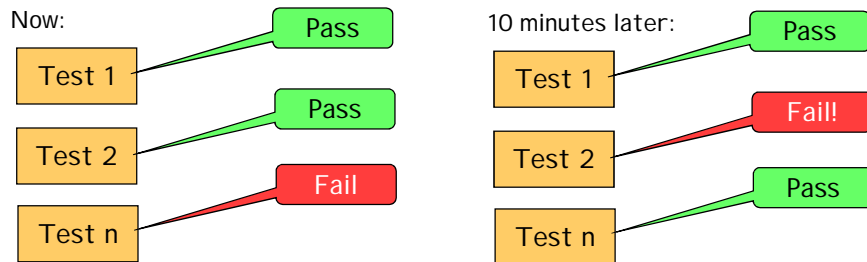 Now:
Pass
Test 1
Pass
Test 2
Fail
Test n
10 minutes later:
Pass
Test 1
Fail!
Test 2
Pass
Test n